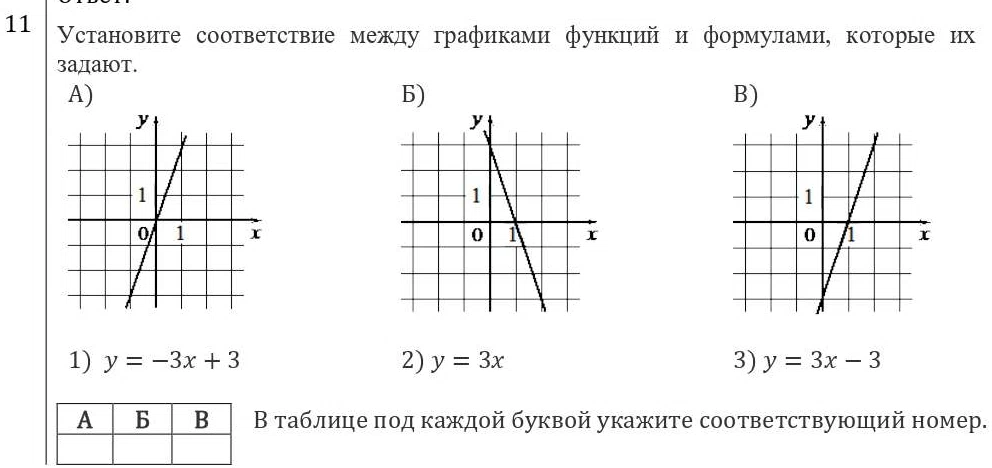 11
Установите соответствие между графиками функций и формулами, которые их
задают.
А) Б) В)
y y y
1 1 1
0 1 x 0 1 x 0 1 x
1) y = −3x + 3 2) y = 3x 3) y = 3x − 3
А Б В В таблице под каждой буквой укажите соответствующий номер.